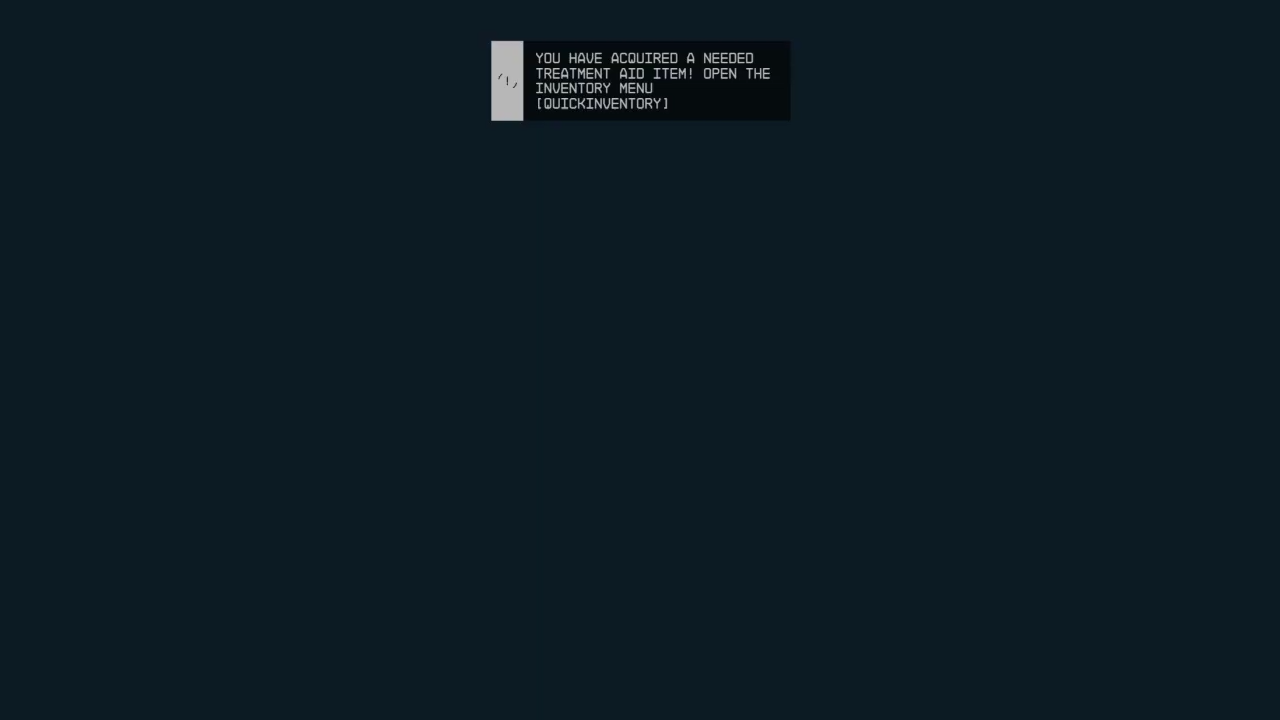 YOU HAVE ACQUIRED A NEEDED
TREATMENT AID ITEM! OPEN THE
INVENTORY MENU
[QUICKINVENTORY]